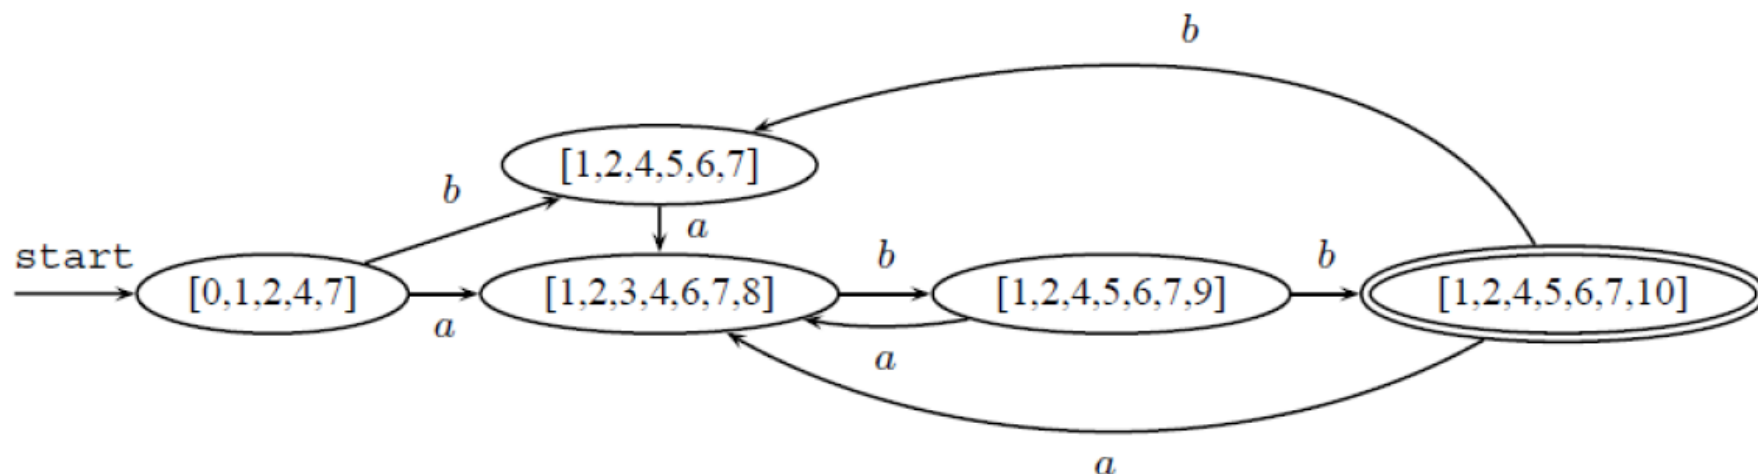 b
[1,2,4,5,6,7]
b
a
start
[0,1,2,4,7]
a
[1,2,3,4,6,7,8]
b
[1,2,4,5,6,7,9]
b
[1,2,4,5,6,7,10]
a
a